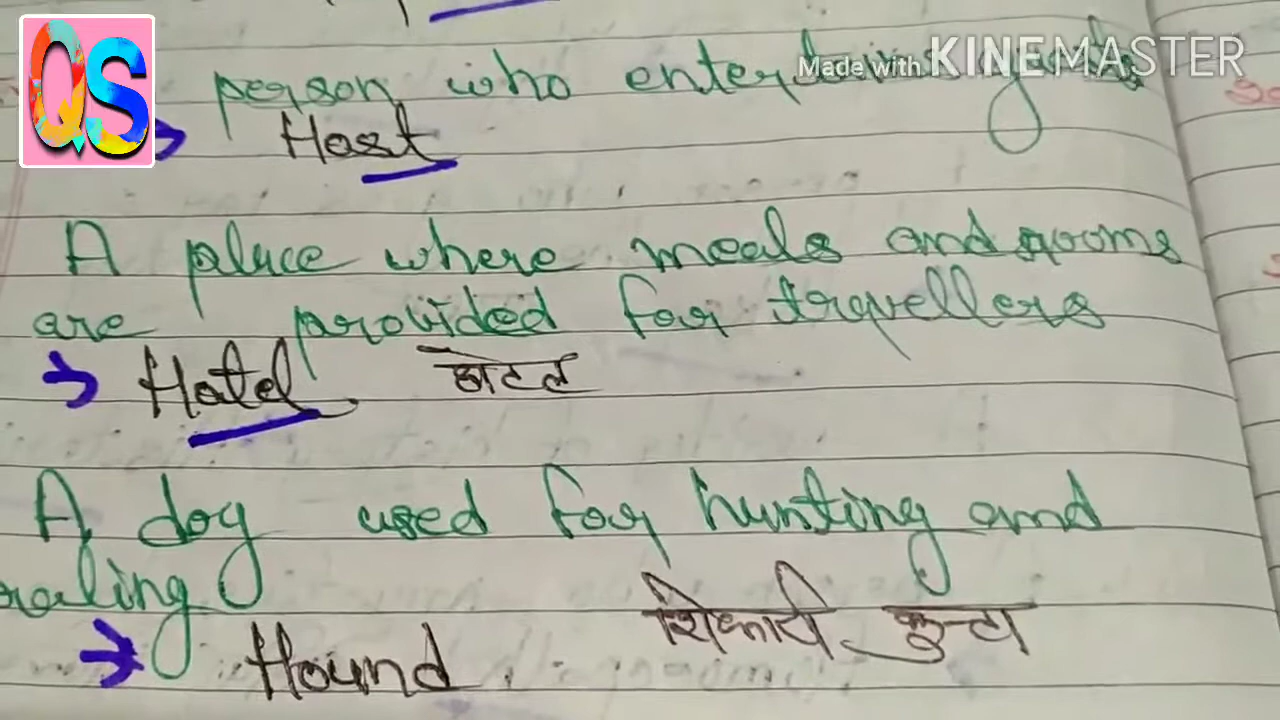 QS
Made with KINEMASTER
person who entertains guests
Host
A place where meals and rooms
are provided for travellers
Hotel होटल
A dog used for hunting and
Hound शिकारी कुत्ता